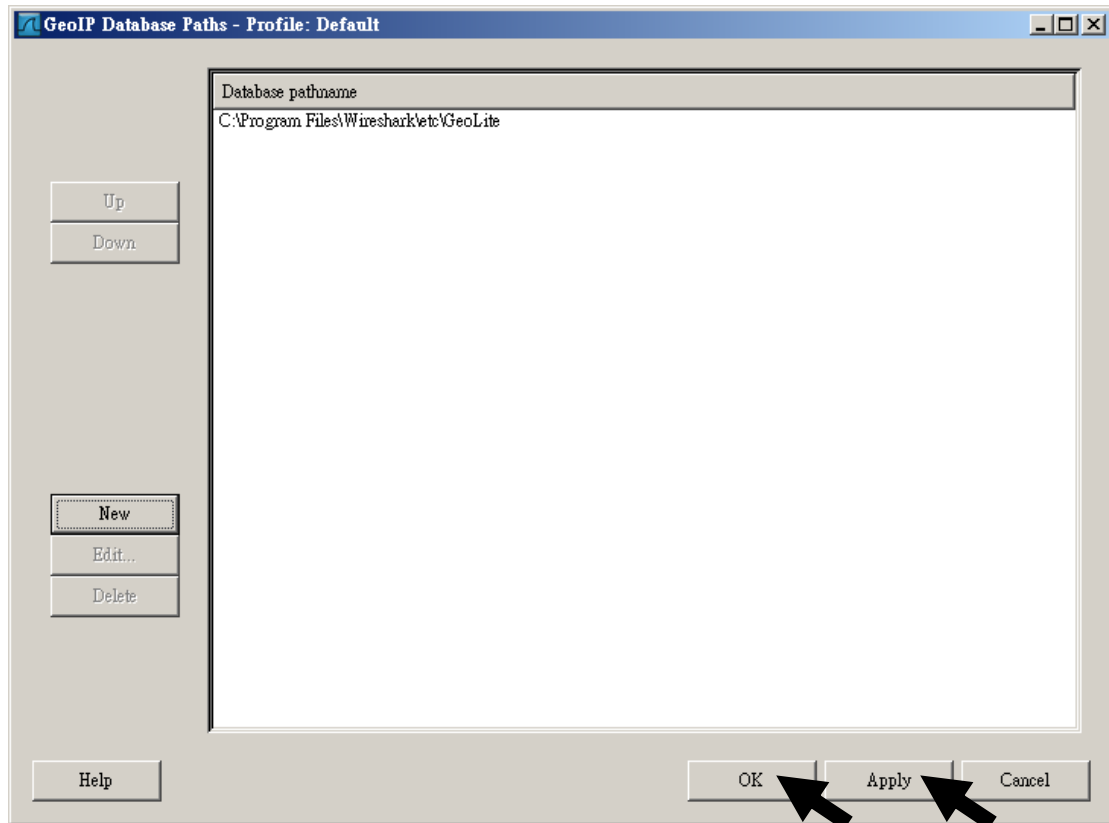 GeoIP Database Paths - Profile: Default
Database pathname
C:\Program Files\Wireshark\etc\GeoLite
Up
Down
New
Edit...
Delete
Help
OK
Apply
Cancel